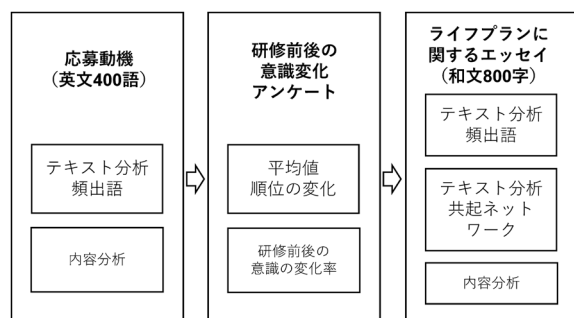 応募動機
（英文400語）
テキスト分析
頻出語
内容分析
研修前後の
意識変化
アンケート
平均値
順位の変化
研修前後の
意識の変化率
ライフプランに
関するエッセイ
（和文800字）
テキスト分析
頻出語
テキスト分析
共起ネット
ワーク
内容分析